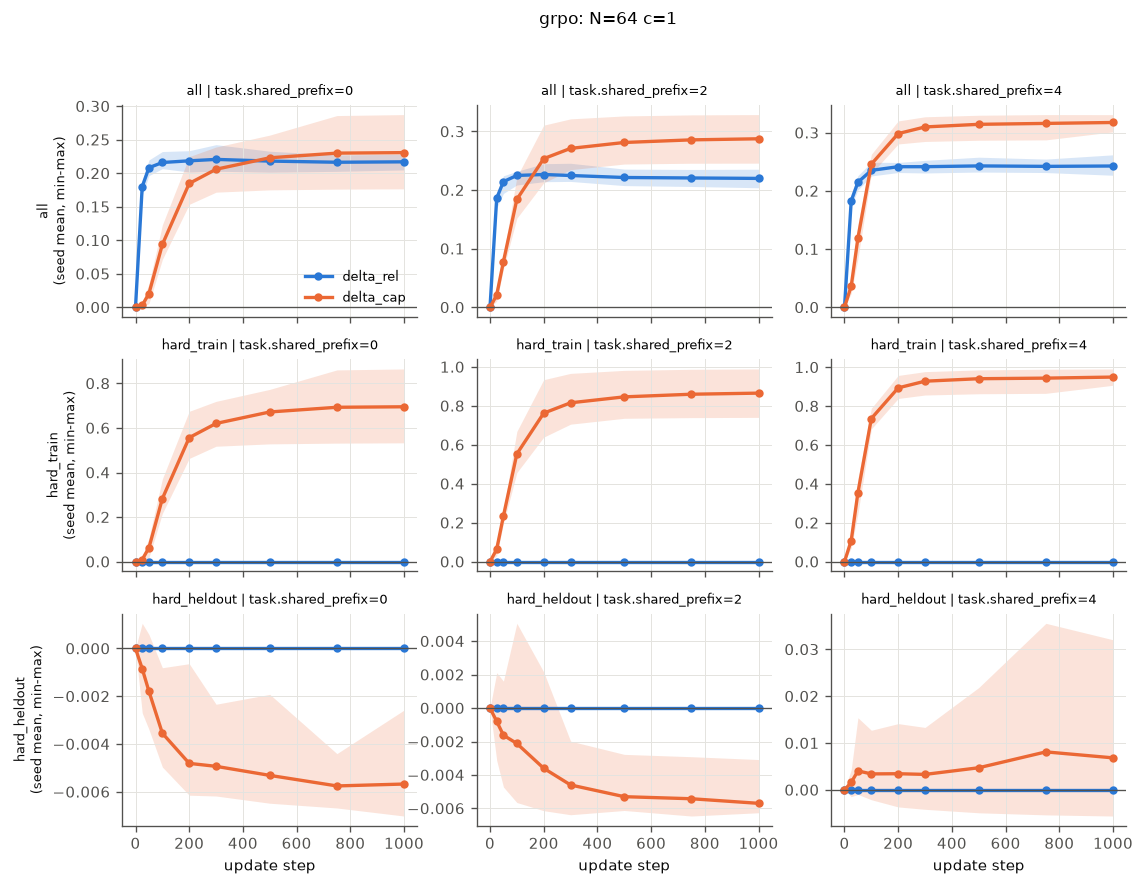 grpo: N=64 c=1
all | task.shared_prefix=0
all | task.shared_prefix=2
all | task.shared_prefix=4
all
(seed mean, min-max)
0.30
0.25
0.20
0.15
0.10
0.05
0.00
delta_rel
delta_cap
0.3
0.2
0.1
0.0
0.3
0.2
0.1
0.0
hard_train | task.shared_prefix=0
hard_train | task.shared_prefix=2
hard_train | task.shared_prefix=4
hard_train
(seed mean, min-max)
0.8
0.6
0.4
0.2
0.0
1.0
0.8
0.6
0.4
0.2
0.0
1.0
0.8
0.6
0.4
0.2
0.0
hard_heldout | task.shared_prefix=0
hard_heldout | task.shared_prefix=2
hard_heldout | task.shared_prefix=4
hard_heldout
(seed mean, min-max)
0.000
−0.002
−0.004
−0.006
0.004
0.002
0.000
−0.002
−0.004
−0.006
0.03
0.02
0.01
0.00
0 200 400 600 800 1000
0 200 400 600 800 1000
0 200 400 600 800 1000
update step
update step
update step